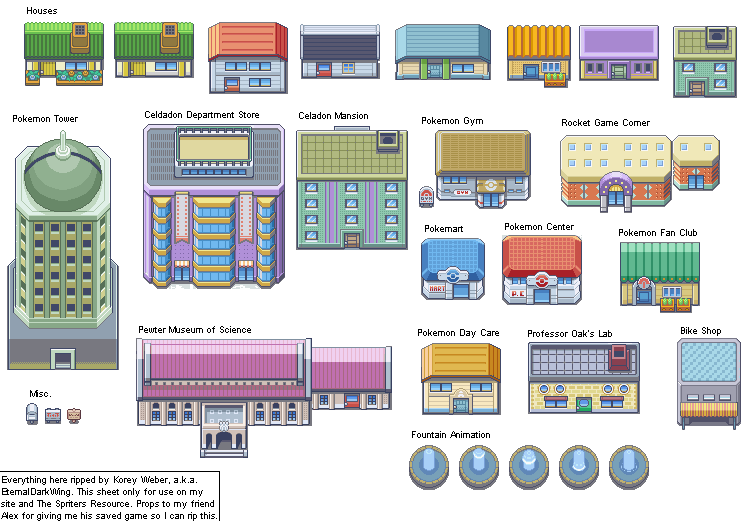 Houses
Pokemon Tower
Celdadon Department Store
Celadon Mansion
Pokemon Gym
Rocket Game Corner
GYM
GYM
Pokemart
Pokemon Center
Pokemon Fan Club
MART
P.C
Pewter Museum of Science
Pokemon Day Care
Professor Oak's Lab
Bike Shop
Misc.
Fountain Animation
Everything here ripped by Korey Weber, a.k.a.
EternalDarkWing. This sheet only for use on my
site and The Spriters Resource. Props to my friend
Alex for giving me his saved game so I can rip this.